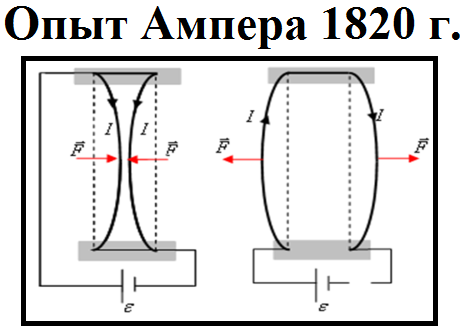 Опыт Ампера 1820 г.
I I I I
F⃗ F⃗ F⃗ F⃗
ε ε